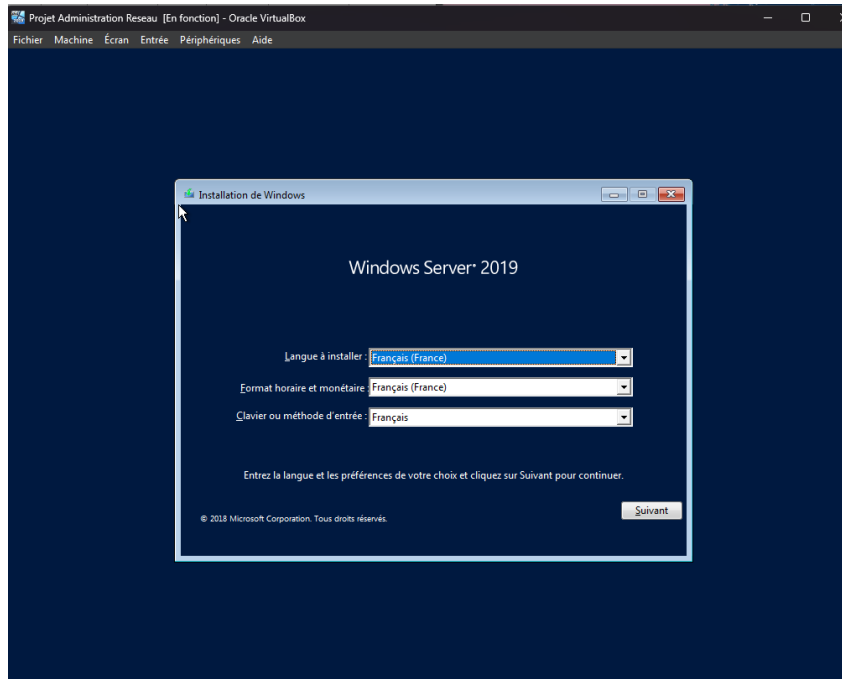 Projet Administration Reseau [En fonction] - Oracle VirtualBox
Fichier Machine Écran Entrée Périphériques Aide
Installation de Windows
Windows Server 2019
Langue à installer : Français (France)
Format horaire et monétaire : Français (France)
Clavier ou méthode d'entrée : Français
Entrez la langue et les préférences de votre choix et cliquez sur Suivant pour continuer.
© 2018 Microsoft Corporation. Tous droits réservés.
Suivant